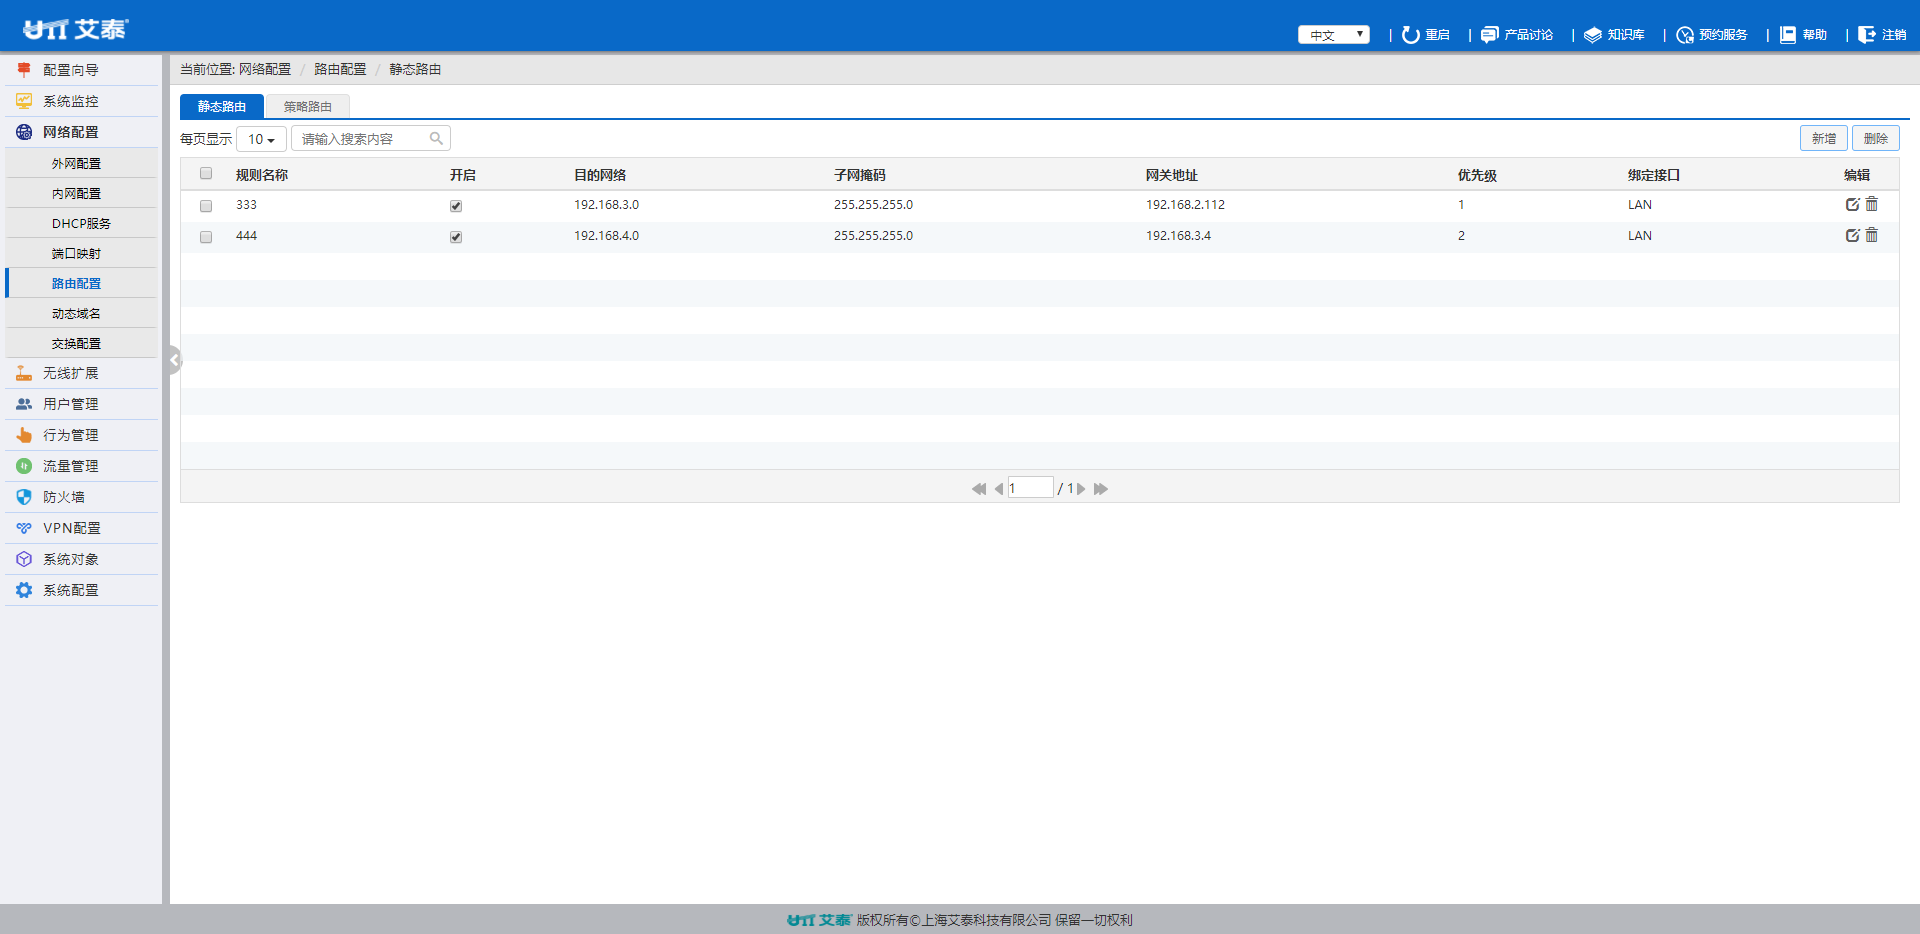 UTT 艾泰
中文 | 重启 | 产品讨论 | 知识库 | 预约服务 | 帮助 | 注销
配置向导
系统监控
网络配置
外网配置
内网配置
DHCP服务
端口映射
路由配置
动态域名
交换配置
无线扩展
用户管理
行为管理
流量管理
防火墙
VPN配置
系统对象
系统配置
当前位置: 网络配置 / 路由配置 / 静态路由
静态路由 策略路由
每页显示 10 请输入搜索内容 新增 删除
规则名称 开启 目的网络 子网掩码 网关地址 优先级 绑定接口 编辑
333 192.168.3.0 255.255.255.0 192.168.2.112 1 LAN
444 192.168.4.0 255.255.255.0 192.168.3.4 2 LAN
1 / 1
UTT 艾泰 版权所有©上海艾泰科技有限公司 保留一切权利